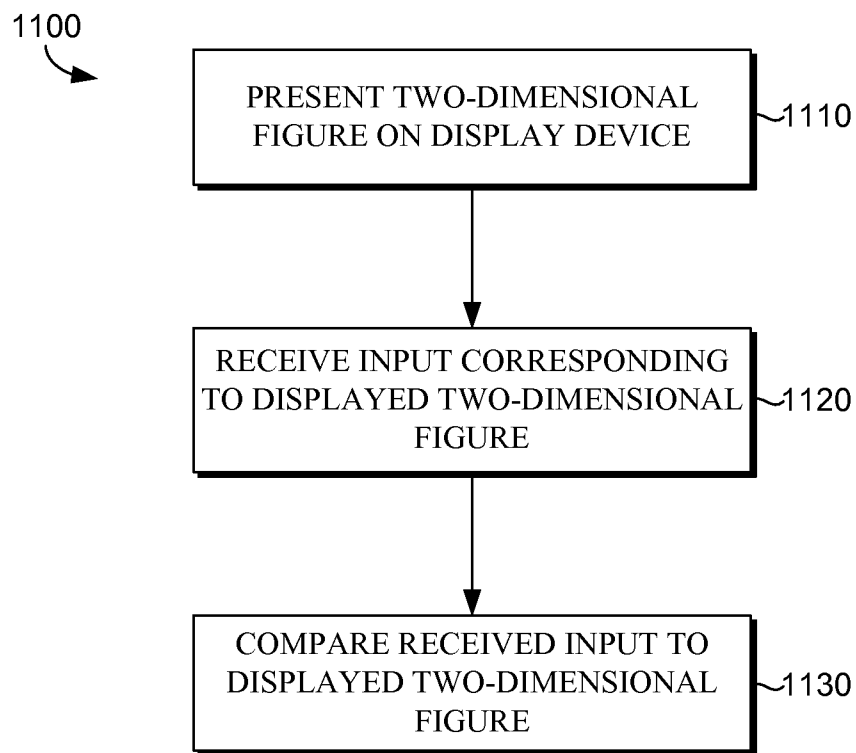 1100
PRESENT TWO-DIMENSIONAL
FIGURE ON DISPLAY DEVICE
1110
RECEIVE INPUT CORRESPONDING
TO DISPLAYED TWO-DIMENSIONAL
FIGURE
1120
COMPARE RECEIVED INPUT TO
DISPLAYED TWO-DIMENSIONAL
FIGURE
1130